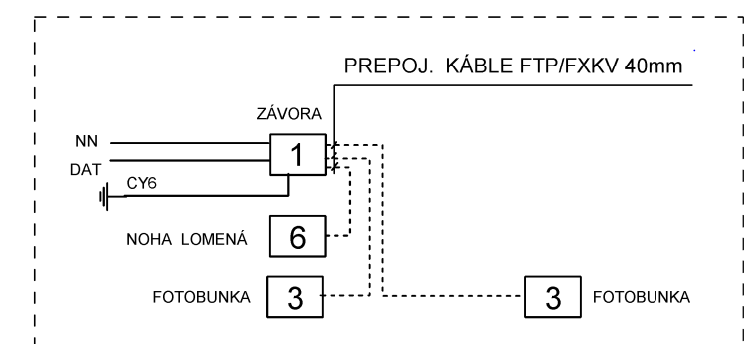 PREPOJ. KÁBLE FTP/FXKV 40mm
ZÁVORA
NN
1
DAT
CY6
NOHA LOMENÁ 6
FOTOBUNKA 3
3 FOTOBUNKA